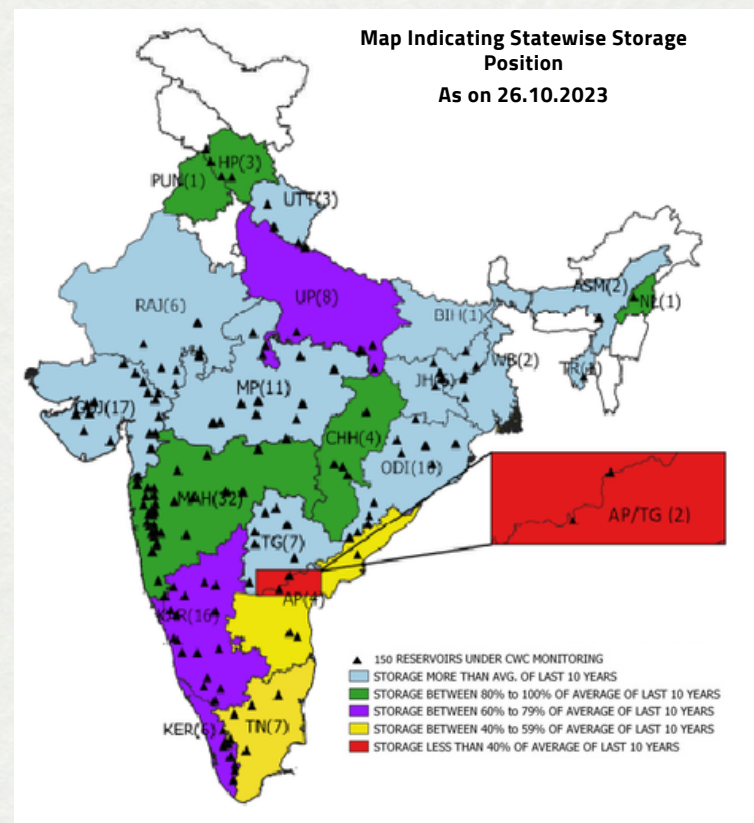 Map Indicating Statewise Storage
Position
As on 26.10.2023
HP(3)
PUN(1)
UTT(3)
UP(8)
RAJ(6)
ASM(2)
NL(1)
BIH(1)
WB(2)
TR(1)
MP(11)
GUJ(17)
CHH(4)
ODI(10)
MAH(32)
AP/TG (2)
TG(7)
AP(4)
KAR(16)
KER(6)
TN(7)
150 RESERVOIRS UNDER CWC MONITORING
STORAGE MORE THAN AVG. OF LAST 10 YEARS
STORAGE BETWEEN 80% to 100% OF AVERAGE OF LAST 10 YEARS
STORAGE BETWEEN 60% to 79% OF AVERAGE OF LAST 10 YEARS
STORAGE BETWEEN 40% to 59% OF AVERAGE OF LAST 10 YEARS
STORAGE LESS THAN 40% OF AVERAGE OF LAST 10 YEARS